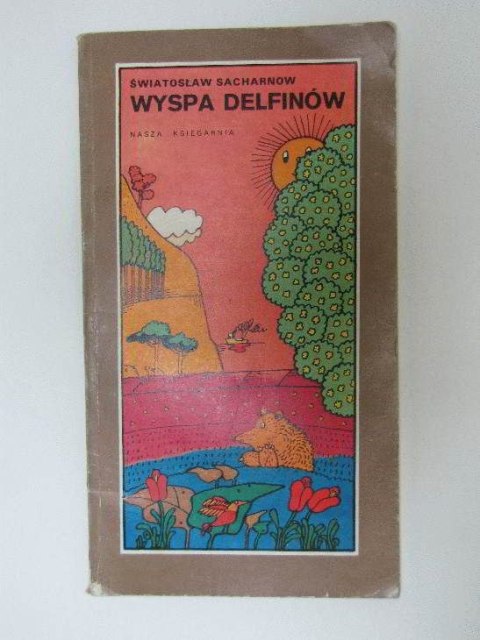 ŚWIATOSŁAW SACHARNOW
WYSPA DELFINÓW
NASZA KSIĘGARNIA